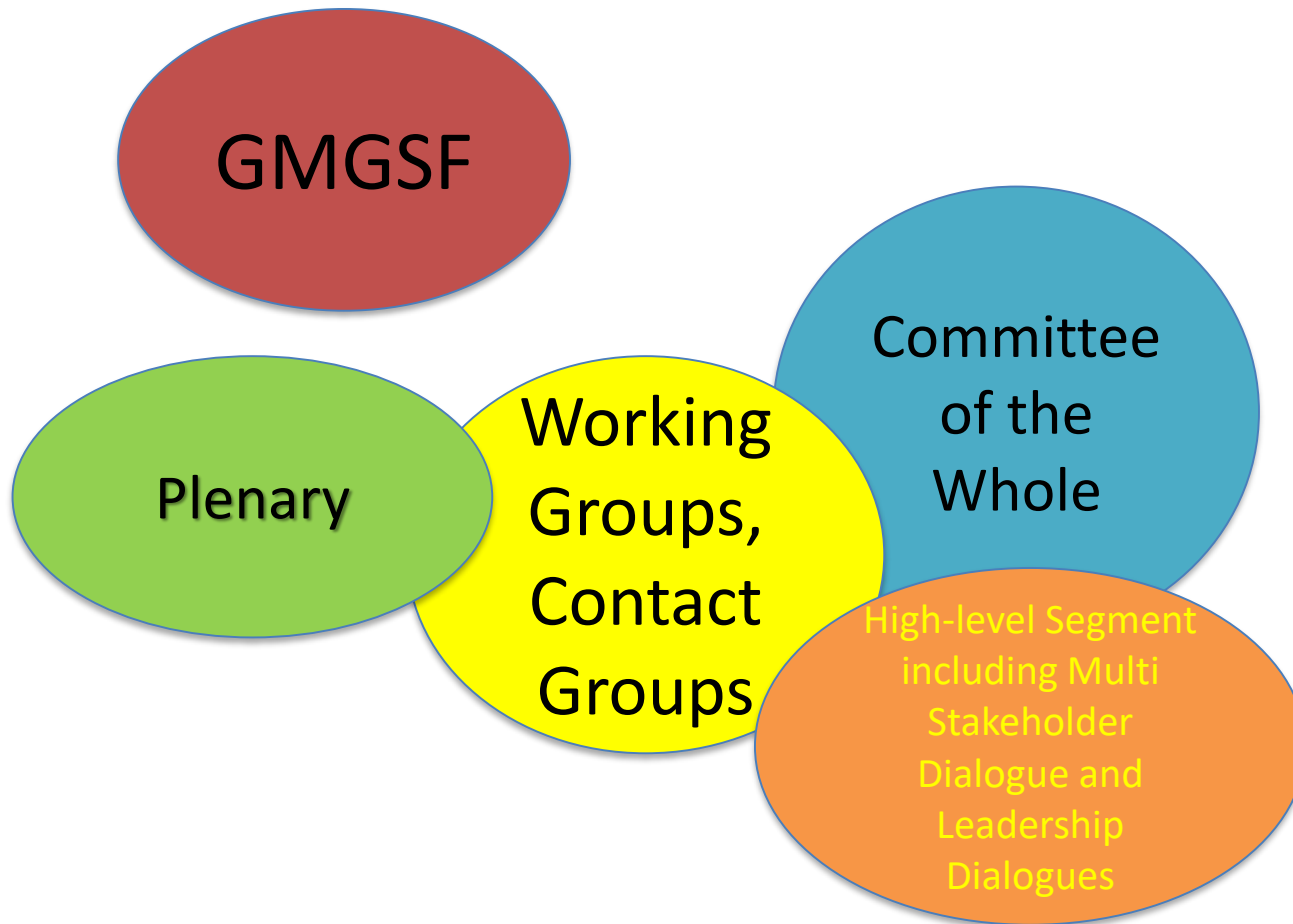 GMGSF
Plenary
Working
Groups,
Contact
Groups
Committee
of the
Whole
High-level Segment
including Multi
Stakeholder
Dialogue and
Leadership
Dialogues